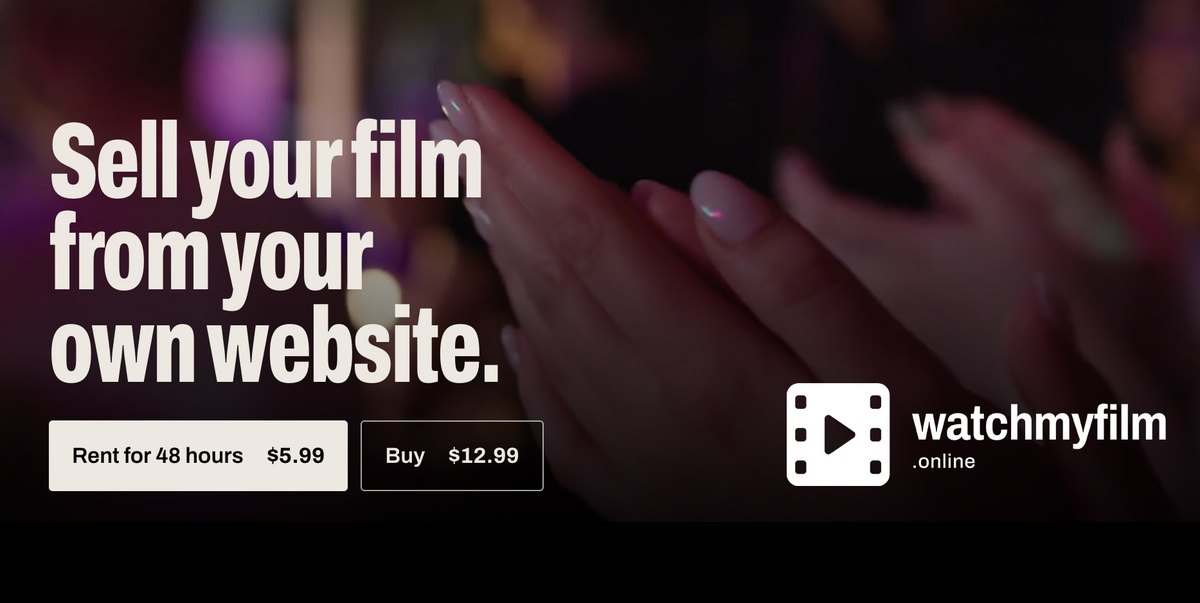 Sell your film
from your
own website.
Rent for 48 hours $5.99
Buy $12.99
watchmyfilm
.online